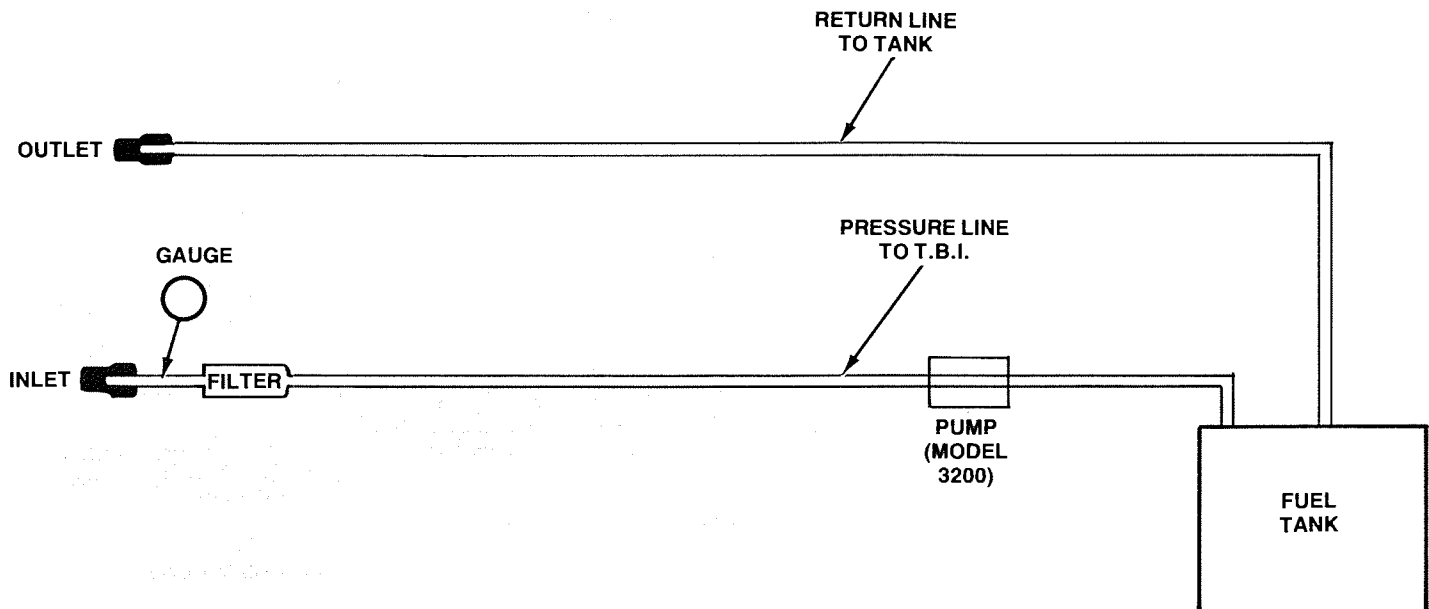 RETURN LINE
TO TANK
OUTLET
PRESSURE LINE
TO T.B.I.
GAUGE
INLET
FILTER
PUMP
(MODEL
3200)
FUEL
TANK